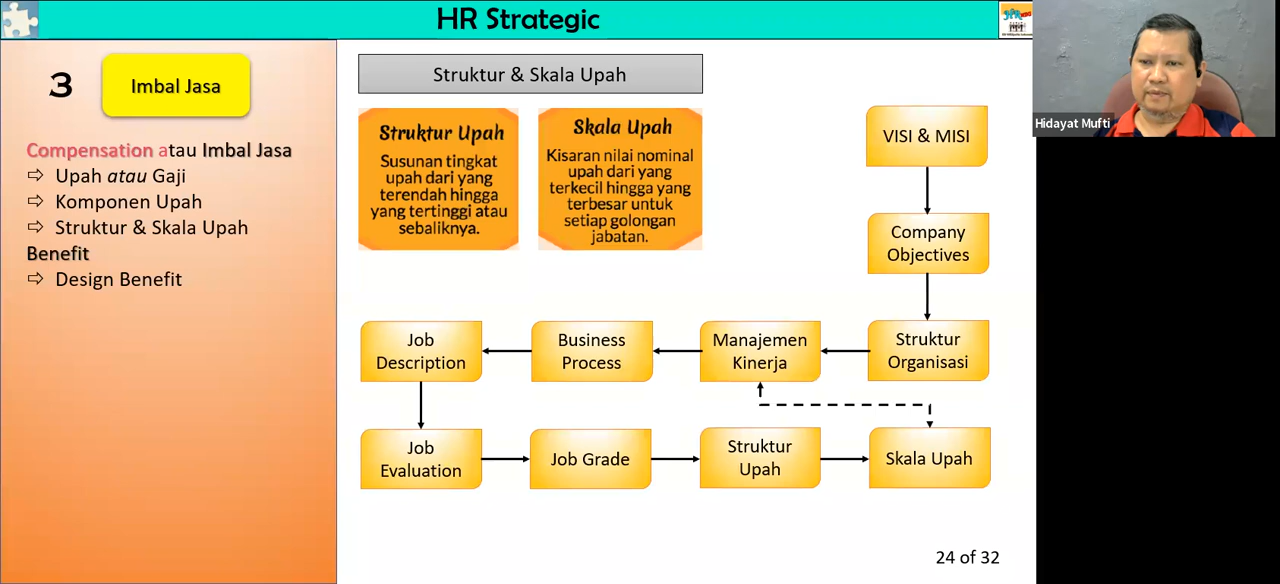 HR Strategic
3
Imbal Jasa
Compensation atau Imbal Jasa
⇨ Upah atau Gaji
⇨ Komponen Upah
⇨ Struktur & Skala Upah
Benefit
⇨ Design Benefit
Struktur & Skala Upah
Struktur Upah
Susunan tingkat
upah dari yang
terendah hingga
yang tertinggi atau
sebaliknya.
Skala Upah
Kisaran nilai nominal
upah dari yang
terkecil hingga yang
terbesar untuk
setiap golongan
jabatan.
VISI & MISI
Company
Objectives
Struktur
Organisasi
Manajemen
Kinerja
Business
Process
Job
Description
Job
Evaluation
Job Grade
Struktur
Upah
Skala Upah
24 of 32
Hidayat Mufti